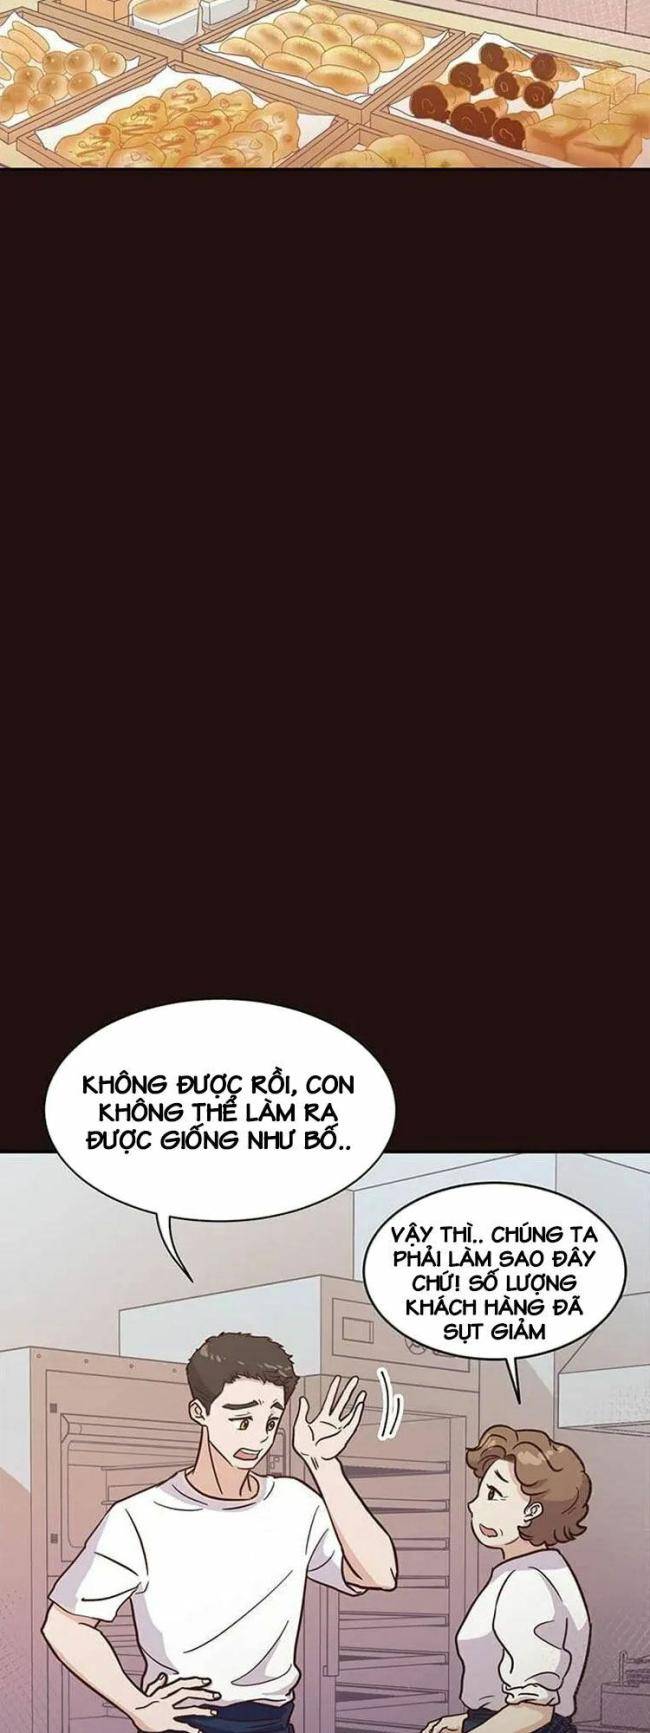 KHÔNG ĐƯỢC RỒI, CON
KHÔNG THỂ LÀM RA
ĐƯỢC GIỐNG NHƯ BỐ..
VẬY THÌ.. CHÚNG TA
PHẢI LÀM SAO ĐÂY
CHỨ! SỐ LƯỢNG
KHÁCH HÀNG ĐÃ
SỤT GIẢM